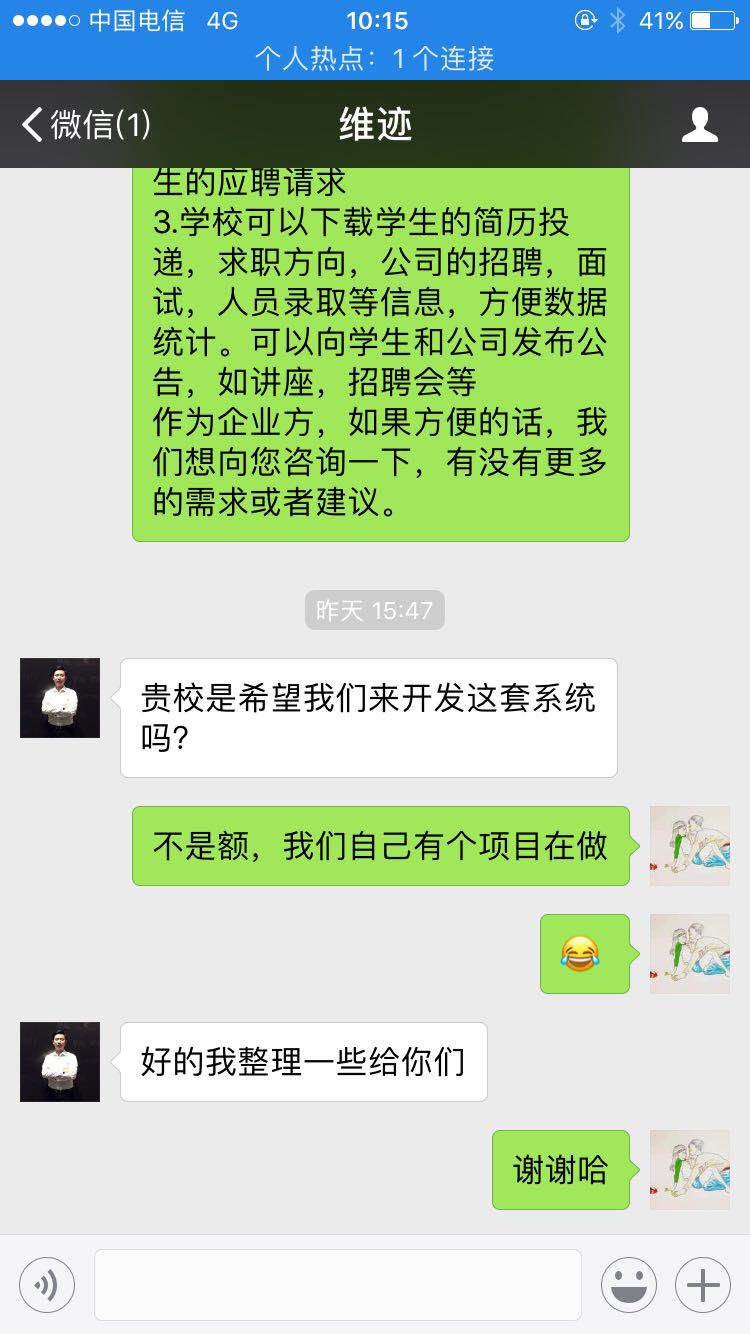 中国电信 4G 10:15 41%
个人热点：1 个连接
微信(1) 维迹
生的应聘请求
3.学校可以下载学生的简历投
递，求职方向，公司的招聘，面
试，人员录取等信息，方便数据
统计。可以向学生和公司发布公
告，如讲座，招聘会等
作为企业方，如果方便的话，我
们想向您咨询一下，有没有更多
的需求或者建议。
昨天 15:47
贵校是希望我们来开发这套系统
吗?
不是额，我们自己有个项目在做
😂
好的我整理一些给你们
谢谢哈